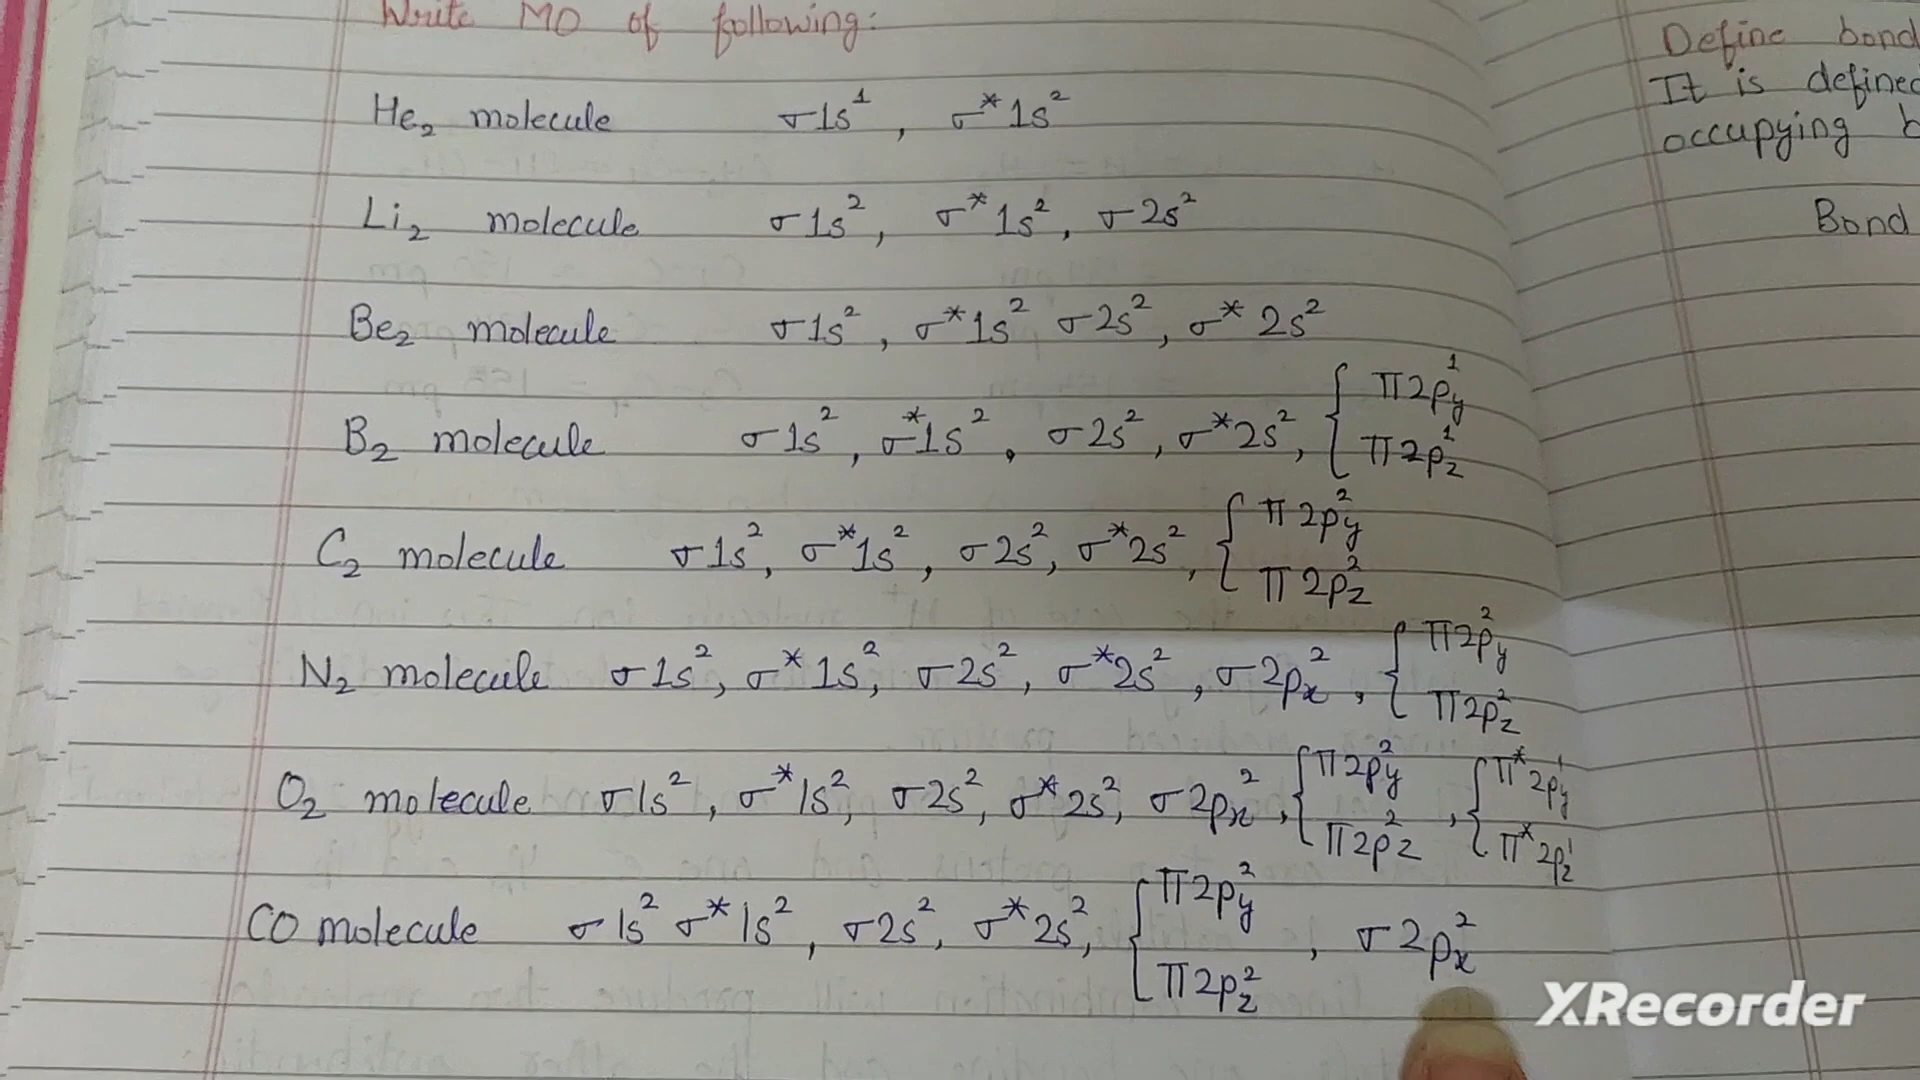 Write MO of following:
He₂ molecule σ1s¹, σ*1s²
Li₂ molecule σ1s², σ*1s², σ2s²
Be₂ molecule σ1s², σ*1s² σ2s², σ* 2s²
B₂ molecule σ1s², σ*1s², σ2s², σ*2s², { π2py¹ π2pz¹
C₂ molecule σ1s², σ*1s², σ2s², σ*2s², { π2py² π2pz²
N₂ molecule σ1s², σ*1s², σ2s², σ*2s², σ2px², { π2py² π2pz²
O₂ molecule σ1s², σ*1s², σ2s², σ*2s², σ2px², { π2py² π2pz², { π*2py¹ π*2pz¹
CO molecule σ1s² σ*1s², σ2s², σ*2s², { π2py² π2pz², σ2px²
Define bond
It is defined
occupying b
Bond
XRecorder